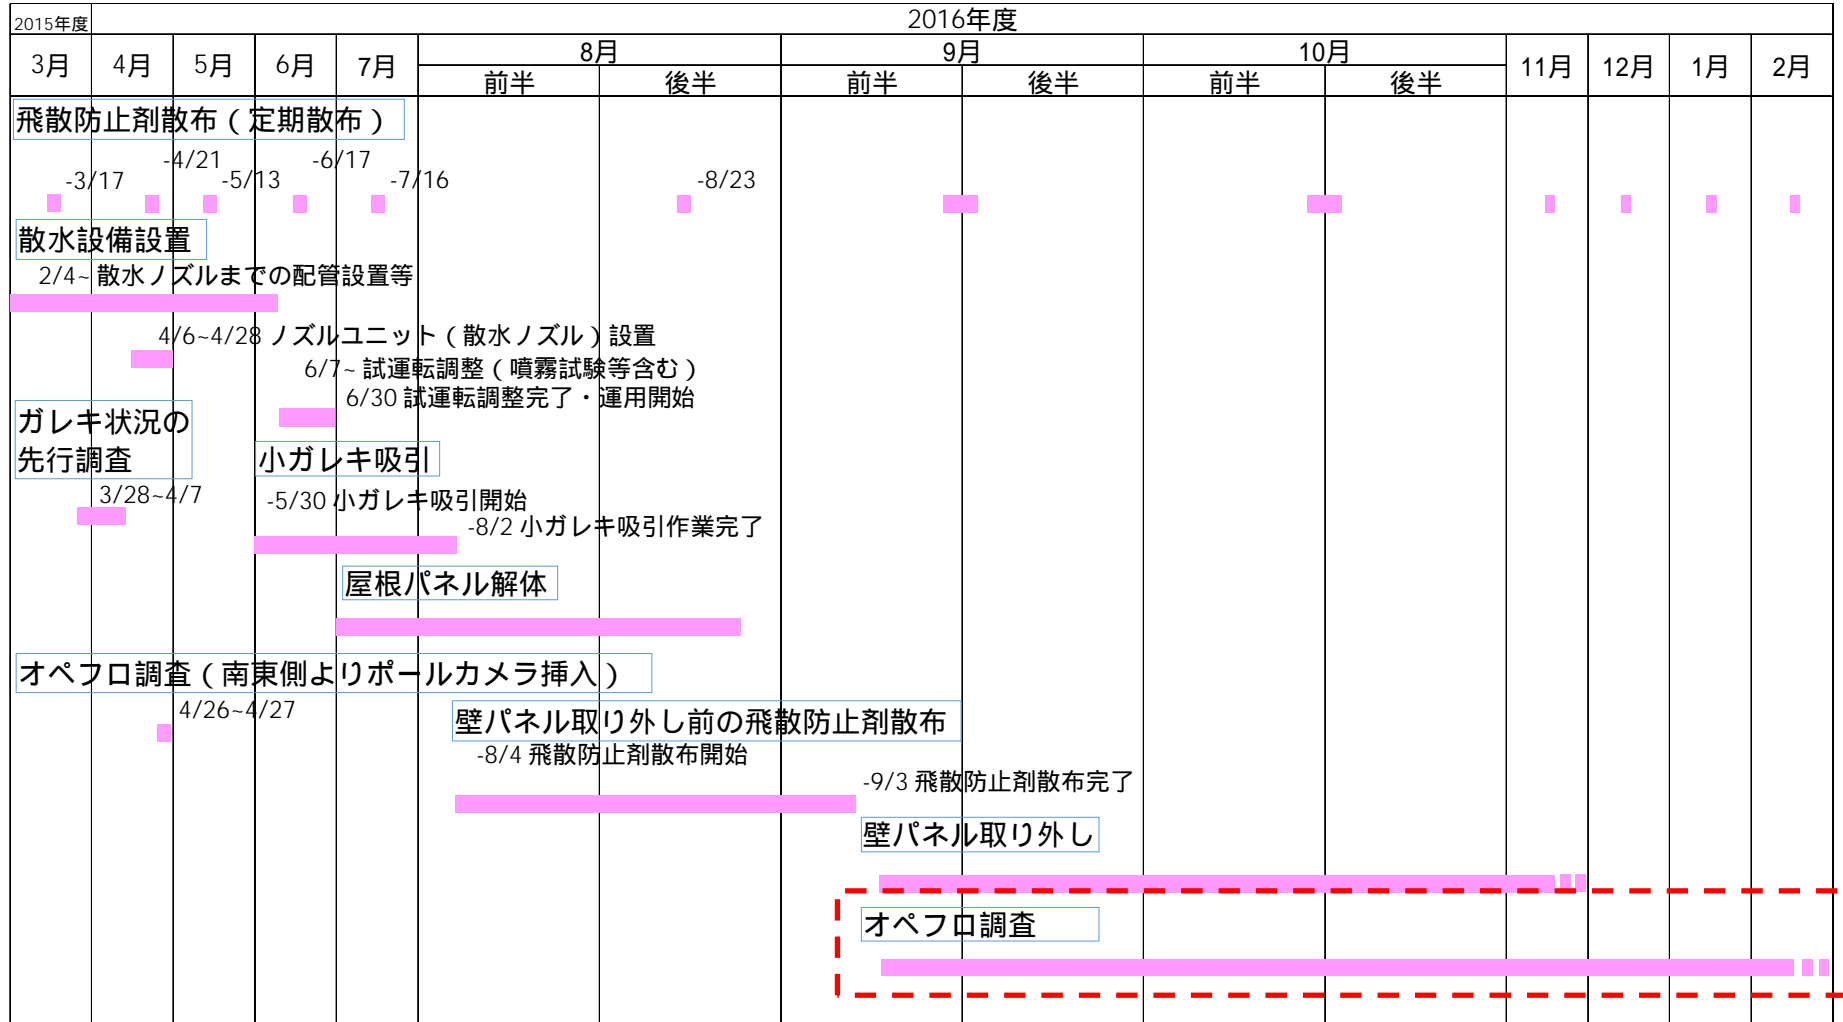 2015年度
2016年度
3月
4月
5月
6月
7月
8月
9月
10月
11月
12月
1月
2月
前半
後半
前半
後半
前半
後半
飛散防止剤散布（定期散布）
-3/17
-4/21
-5/13
-6/17
-7/16
-8/23
散水設備設置
2/4~ 散水ノズルまでの配管設置等
4/6~4/28 ノズルユニット（散水ノズル）設置
6/7~ 試運転調整（噴霧試験等含む）
6/30 試運転調整完了・運用開始
ガレキ状況の
先行調査
3/28~4/7
小ガレキ吸引
-5/30 小ガレキ吸引開始
-8/2 小ガレキ吸引作業完了
屋根パネル解体
オペフロ調査（南東側よりポールカメラ挿入）
4/26~4/27
壁パネル取り外し前の飛散防止剤散布
-8/4 飛散防止剤散布開始
-9/3 飛散防止剤散布完了
壁パネル取り外し
オペフロ調査